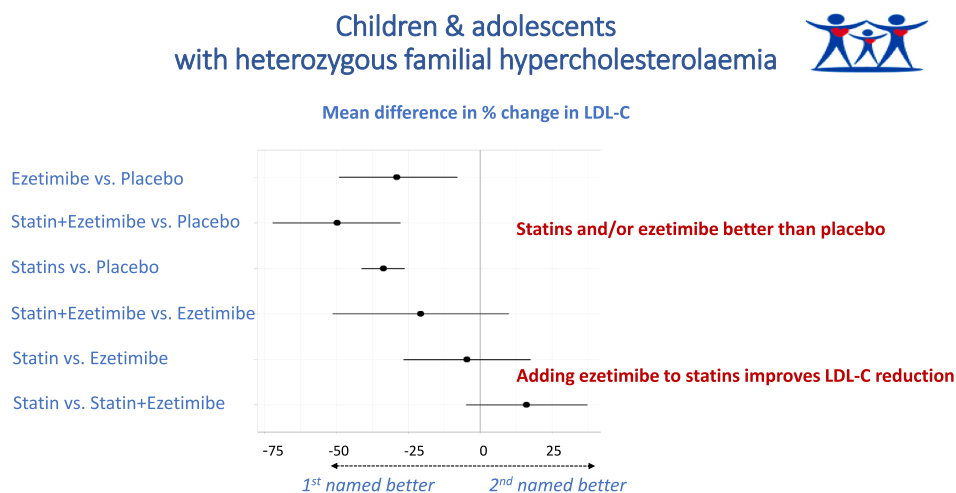 Children & adolescents
with heterozygous familial hypercholesterolaemia
Mean difference in % change in LDL-C
Ezetimibe vs. Placebo
Statin+Ezetimibe vs. Placebo
Statins and/or ezetimibe better than placebo
Statins vs. Placebo
Statin+Ezetimibe vs. Ezetimibe
Statin vs. Ezetimibe
Adding ezetimibe to statins improves LDL-C reduction
Statin vs. Statin+Ezetimibe
-75 -50 -25 0 25
1st named better 2nd named better